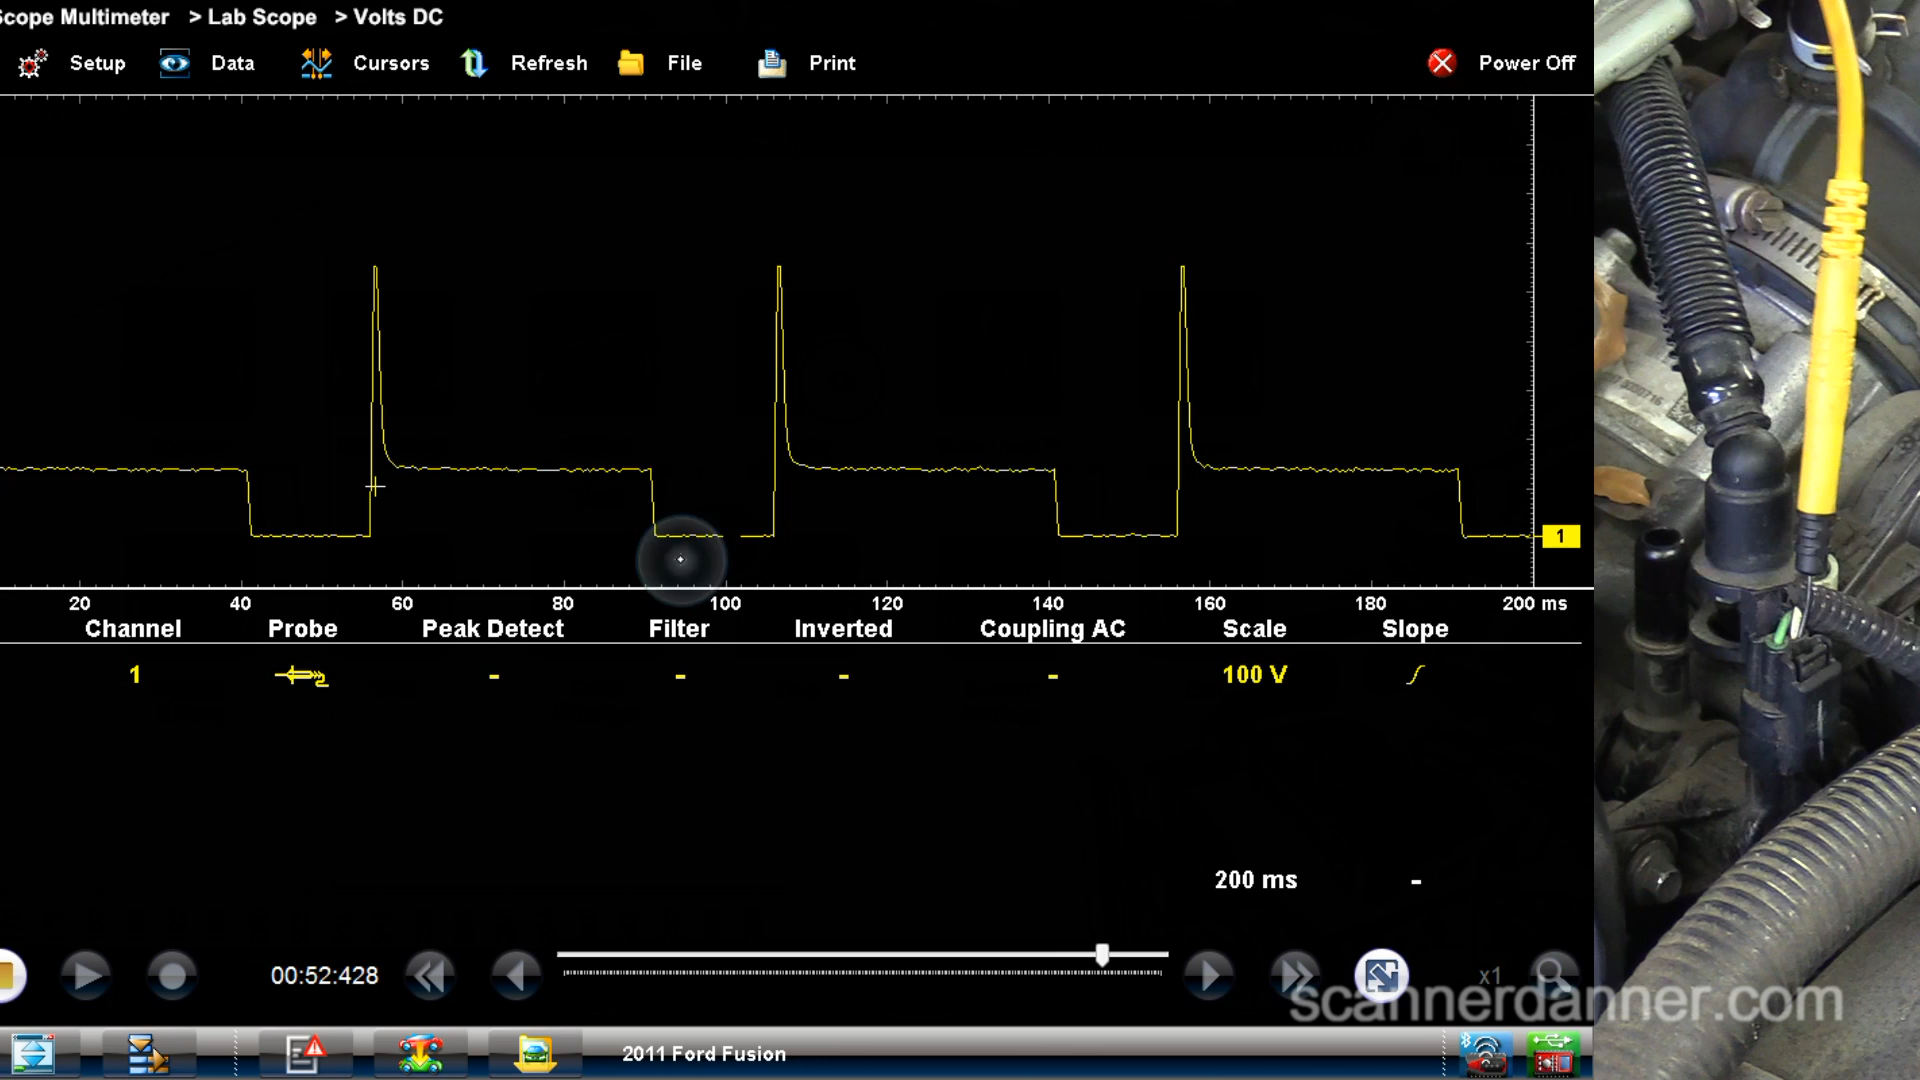 Scope Multimeter > Lab Scope > Volts DC
Setup Data Cursors Refresh File Print Power Off
1
20 40 60 80 100 120 140 160 180 200 ms
Channel Probe Peak Detect Filter Inverted Coupling AC Scale Slope
1 - - - - 100 V
200 ms -
00:52:428 x1
scannerdanner.com
2011 Ford Fusion